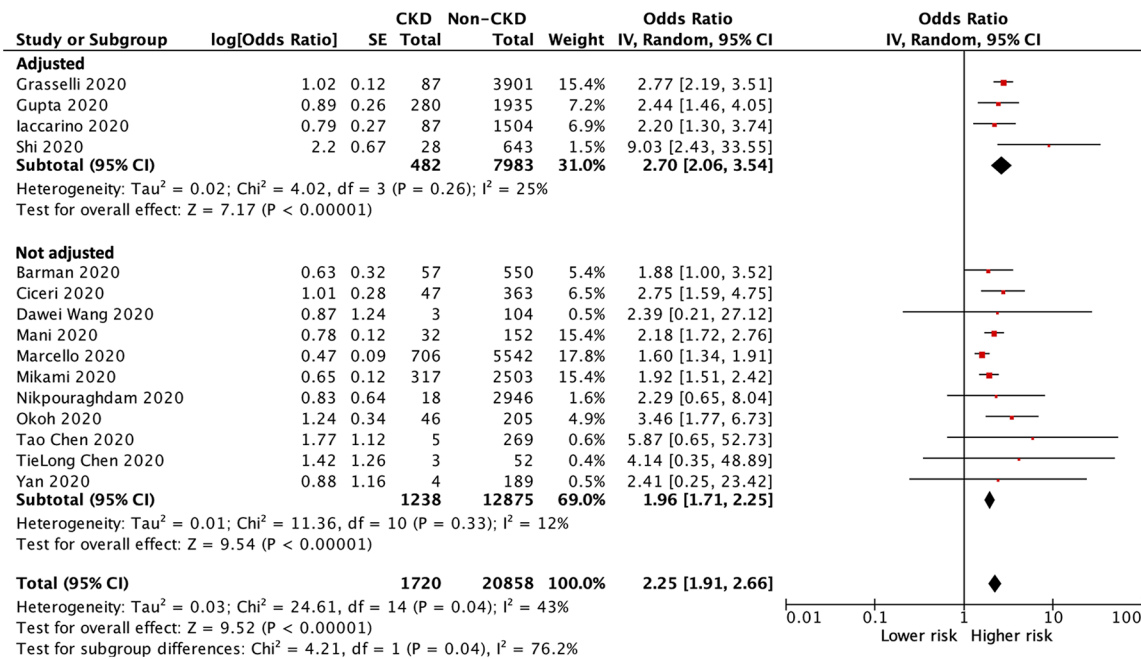 CKD Non-CKD Odds Ratio Odds Ratio
Study or Subgroup log[Odds Ratio] SE Total Total Weight IV, Random, 95% CI IV, Random, 95% CI
Adjusted
Grasselli 2020 1.02 0.12 87 3901 15.4% 2.77 [2.19, 3.51]
Gupta 2020 0.89 0.26 280 1935 7.2% 2.44 [1.46, 4.05]
Iaccarino 2020 0.79 0.27 87 1504 6.9% 2.20 [1.30, 3.74]
Shi 2020 2.2 0.67 28 643 1.5% 9.03 [2.43, 33.55]
Subtotal (95% CI) 482 7983 31.0% 2.70 [2.06, 3.54]
Heterogeneity: Tau² = 0.02; Chi² = 4.02, df = 3 (P = 0.26); I² = 25%
Test for overall effect: Z = 7.17 (P < 0.00001)
Not adjusted
Barman 2020 0.63 0.32 57 550 5.4% 1.88 [1.00, 3.52]
Ciceri 2020 1.01 0.28 47 363 6.5% 2.75 [1.59, 4.75]
Dawei Wang 2020 0.87 1.24 3 104 0.5% 2.39 [0.21, 27.12]
Mani 2020 0.78 0.12 32 152 15.4% 2.18 [1.72, 2.76]
Marcello 2020 0.47 0.09 706 5542 17.8% 1.60 [1.34, 1.91]
Mikami 2020 0.65 0.12 317 2503 15.4% 1.92 [1.51, 2.42]
Nikpouraghdam 2020 0.83 0.64 18 2946 1.6% 2.29 [0.65, 8.04]
Okoh 2020 1.24 0.34 46 205 4.9% 3.46 [1.77, 6.73]
Tao Chen 2020 1.77 1.12 5 269 0.6% 5.87 [0.65, 52.73]
TieLong Chen 2020 1.42 1.26 3 52 0.4% 4.14 [0.35, 48.89]
Yan 2020 0.88 1.16 4 189 0.5% 2.41 [0.25, 23.42]
Subtotal (95% CI) 1238 12875 69.0% 1.96 [1.71, 2.25]
Heterogeneity: Tau² = 0.01; Chi² = 11.36, df = 10 (P = 0.33); I² = 12%
Test for overall effect: Z = 9.54 (P < 0.00001)
Total (95% CI) 1720 20858 100.0% 2.25 [1.91, 2.66]
Heterogeneity: Tau² = 0.03; Chi² = 24.61, df = 14 (P = 0.04); I² = 43%
Test for overall effect: Z = 9.52 (P < 0.00001)
Test for subgroup differences: Chi² = 4.21, df = 1 (P = 0.04), I² = 76.2%
0.01 0.1 1 10 100
Lower risk Higher risk